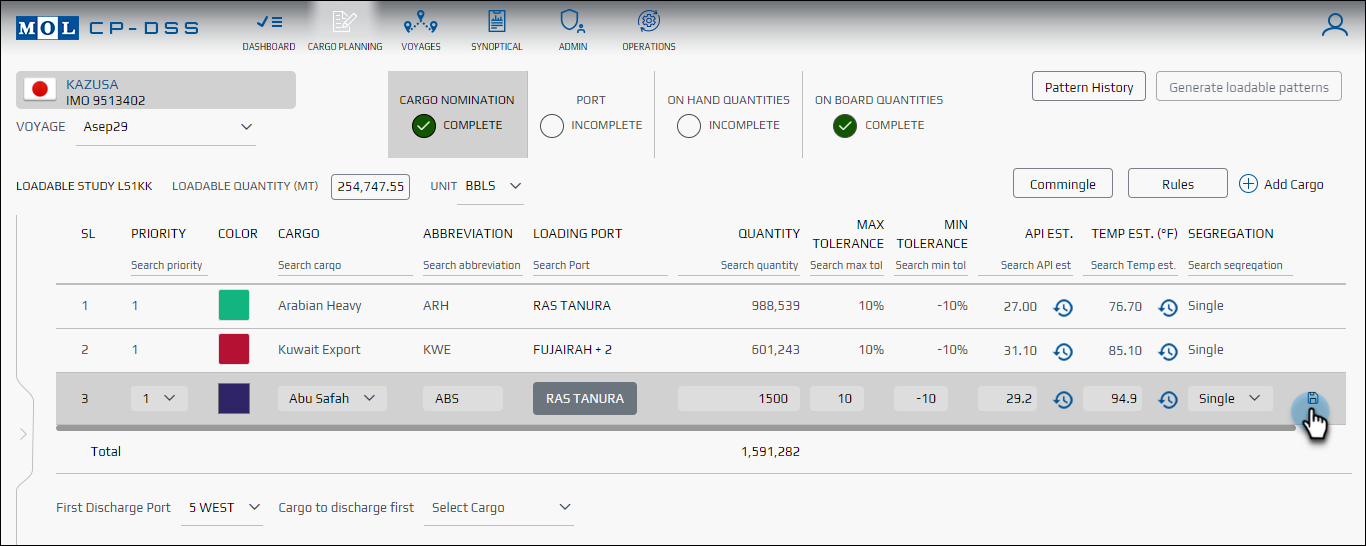 MOL CP-DSS
DASHBOARD CARGO PLANNING VOYAGES SYNOPTICAL ADMIN OPERATIONS
KAZUSA
IMO 9513402
VOYAGE Asep29
CARGO NOMINATION PORT ON HAND QUANTITIES ON BOARD QUANTITIES
COMPLETE INCOMPLETE INCOMPLETE COMPLETE
Pattern History Generate loadable patterns
LOADABLE STUDY LS1KK LOADABLE QUANTITY (MT) 254,747.55 UNIT BBLS
Commingle Rules Add Cargo
SL PRIORITY COLOR CARGO ABBREVIATION LOADING PORT QUANTITY MAX TOLERANCE MIN TOLERANCE API EST. TEMP EST. (°F) SEGREGATION
Search priority Search cargo Search abbreviation Search Port Search quantity Search max tol Search min tol Search API est Search Temp est. Search segregation
1 1 Arabian Heavy ARH RAS TANURA 988,539 10% -10% 27.00 76.70 Single
2 1 Kuwait Export KWE FUJAIRAH + 2 601,243 10% -10% 31.10 85.10 Single
3 1 Abu Safah ABS RAS TANURA 1500 10 -10 29.2 94.9 Single
Total 1,591,282
First Discharge Port 5 WEST Cargo to discharge first Select Cargo